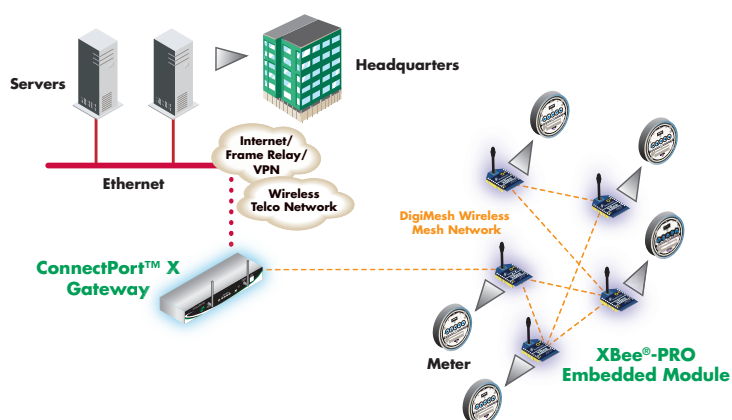 Servers
Headquarters
Internet/
Frame Relay/
VPN
Ethernet
Wireless
Telco Network
DigiMesh Wireless
Mesh Network
ConnectPort™ X
Gateway
Meter
XBee®-PRO
Embedded Module